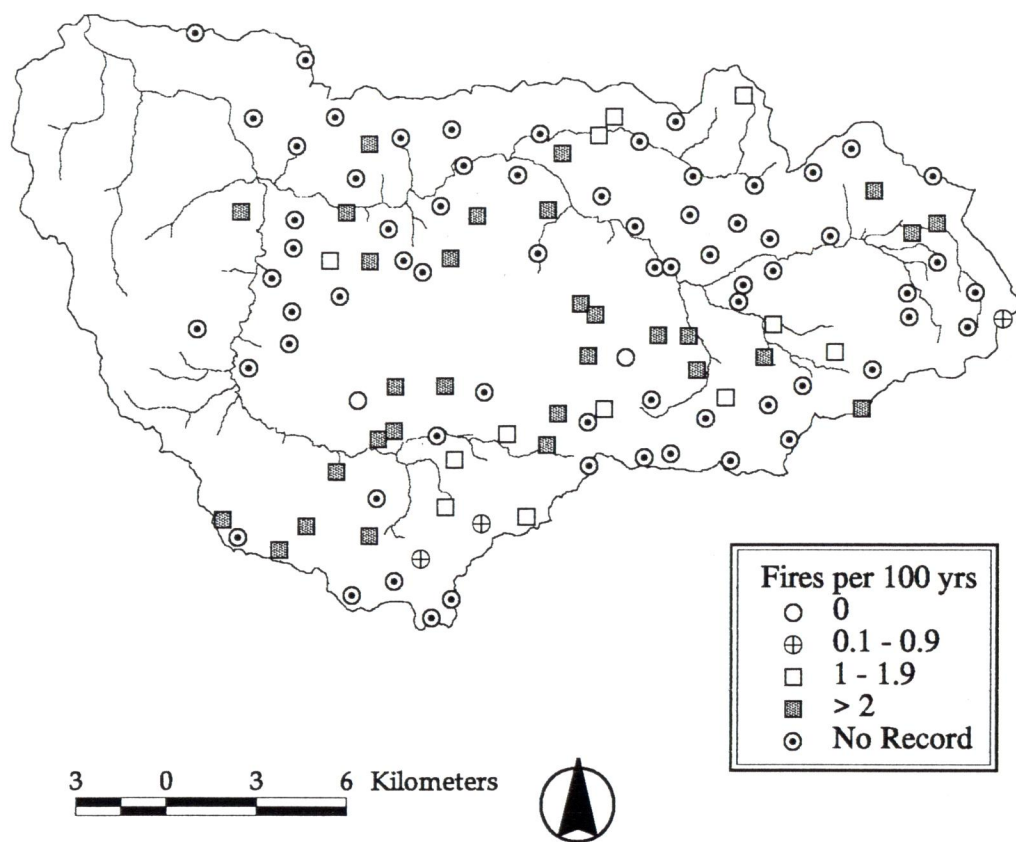 Fires per 100 yrs
0
0.1 - 0.9
1 - 1.9
> 2
No Record
3 0 3 6 Kilometers